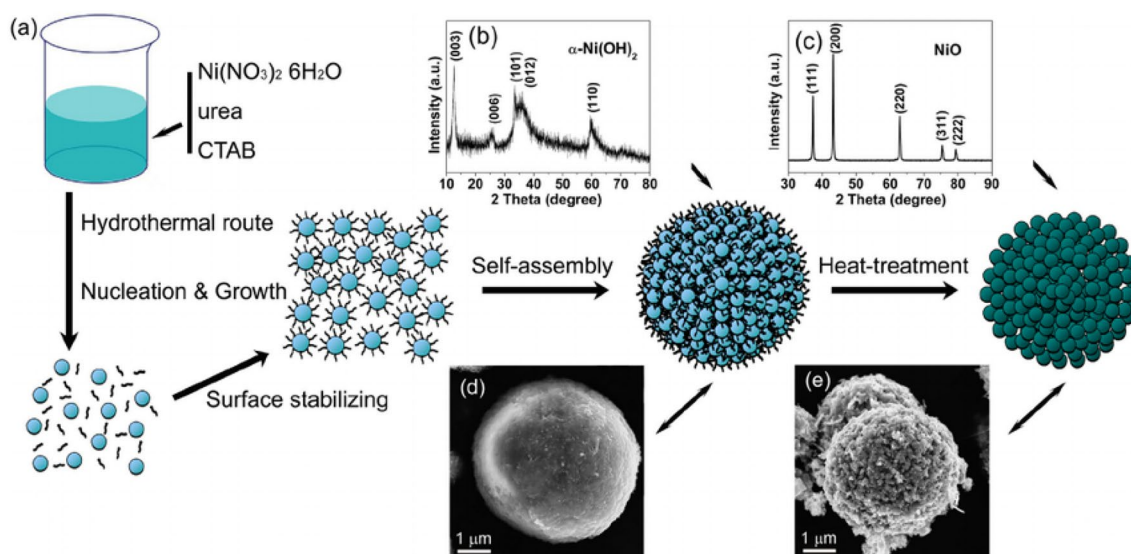 (a)
Ni(NO₃)₂ 6H₂O
urea
CTAB
Hydrothermal route
Nucleation & Growth
Surface stabilizing
Self-assembly
Heat-treatment
(b)
α-Ni(OH)₂
(003)
(006)
(101)
(012)
(110)
Intensity (a.u.)
10 20 30 40 50 60 70 80
2 Theta (degree)
(c)
NiO
(111)
(200)
(220)
(311)
(222)
Intensity (a.u.)
30 40 50 60 70 80 90
2 Theta (degree)
(d)
1 μm
(e)
1 μm